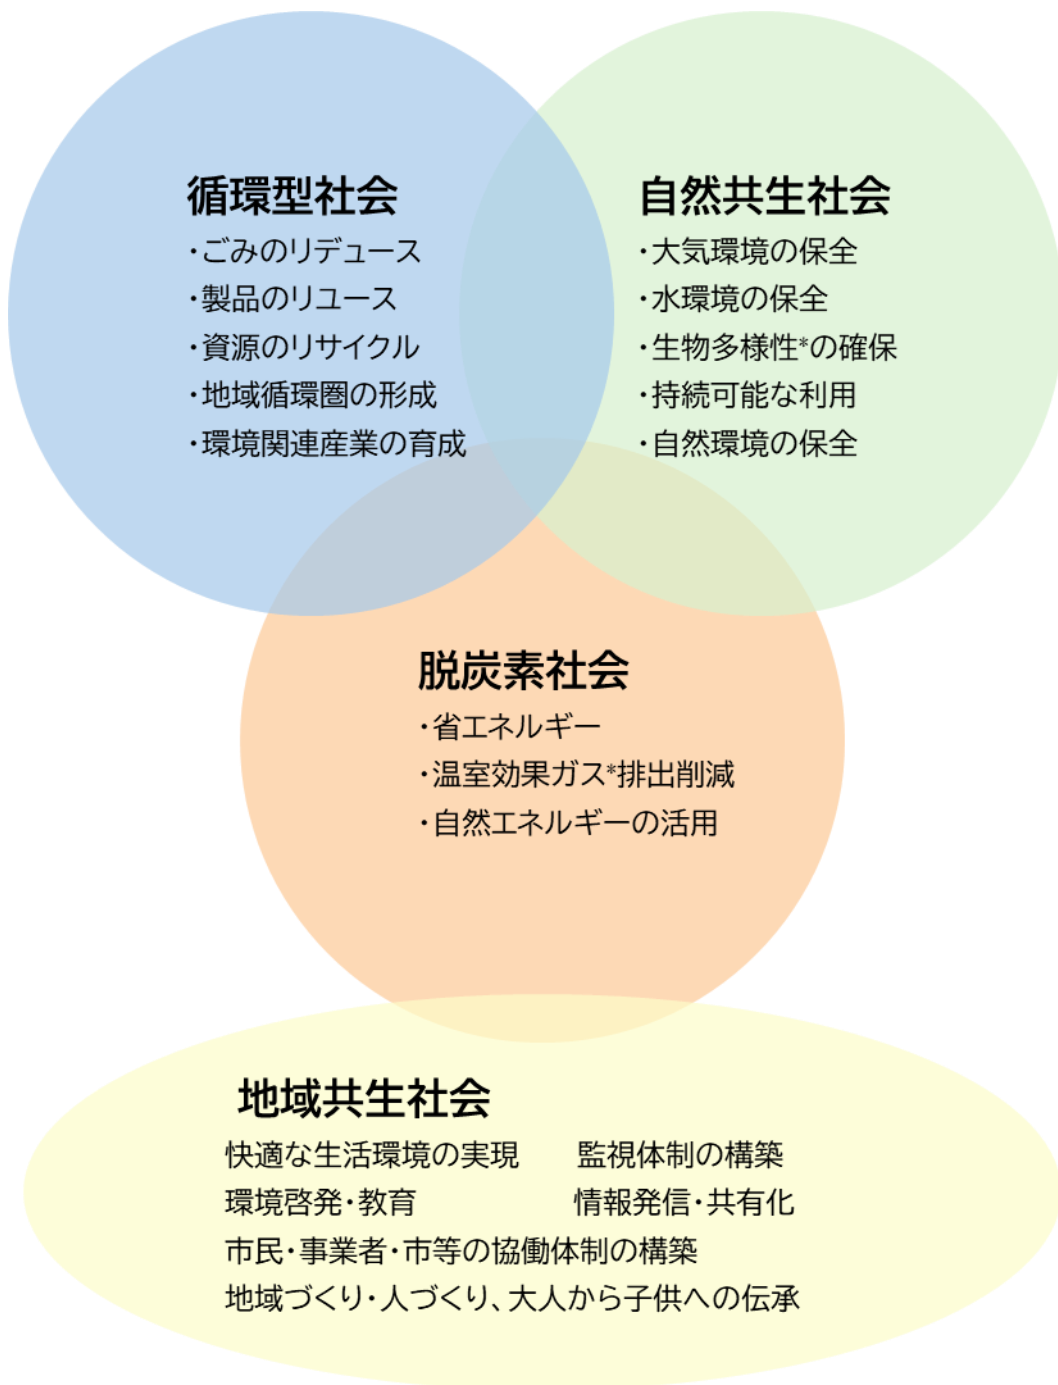 循環型社会
・ごみのリデュース
・製品のリユース
・資源のリサイクル
・地域循環圏の形成
・環境関連産業の育成
自然共生社会
・大気環境の保全
・水環境の保全
・生物多様性*の確保
・持続可能な利用
・自然環境の保全
脱炭素社会
・省エネルギー
・温室効果ガス*排出削減
・自然エネルギーの活用
地域共生社会
快適な生活環境の実現 監視体制の構築
環境啓発・教育 情報発信・共有化
市民・事業者・市等の協働体制の構築
地域づくり・人づくり、大人から子供への伝承